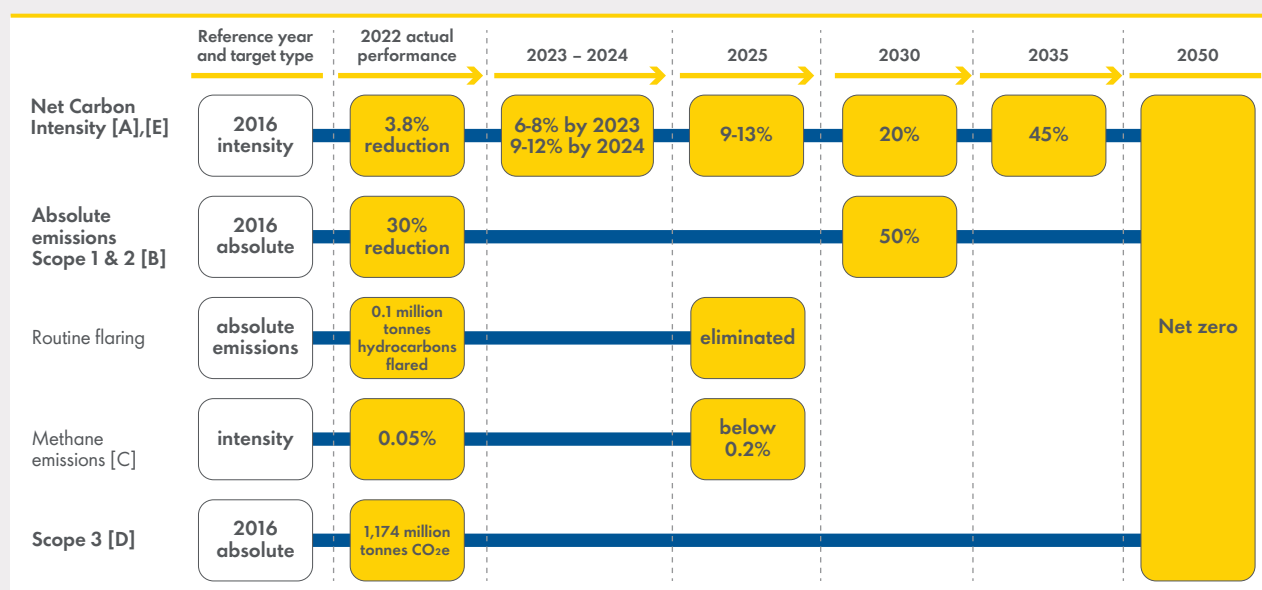 Reference year
and target type
2022 actual
performance
2023 – 2024
2025
2030
2035
2050
Net Carbon
Intensity [A],[E]
2016
intensity
3.8%
reduction
6-8% by 2023
9-12% by 2024
9-13%
20%
45%
Absolute
emissions
Scope 1 & 2 [B]
2016
absolute
30%
reduction
50%
Routine flaring
absolute
emissions
0.1 million
tonnes
hydrocarbons
flared
eliminated
Net zero
Methane
emissions [C]
intensity
0.05%
below
0.2%
Scope 3 [D]
2016
absolute
1,174 million
tonnes CO₂e